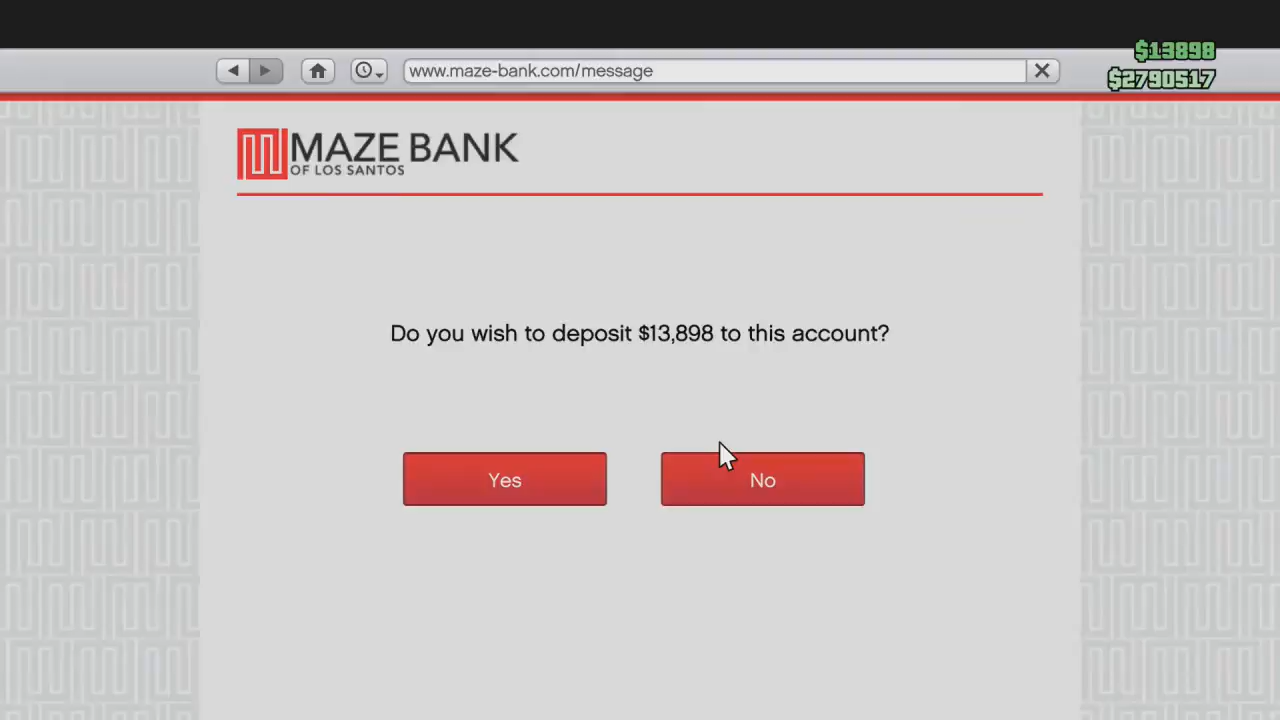 $13898
www.maze-bank.com/message
$2790517
MAZE BANK
OF LOS SANTOS
Do you wish to deposit $13,898 to this account?
Yes
No